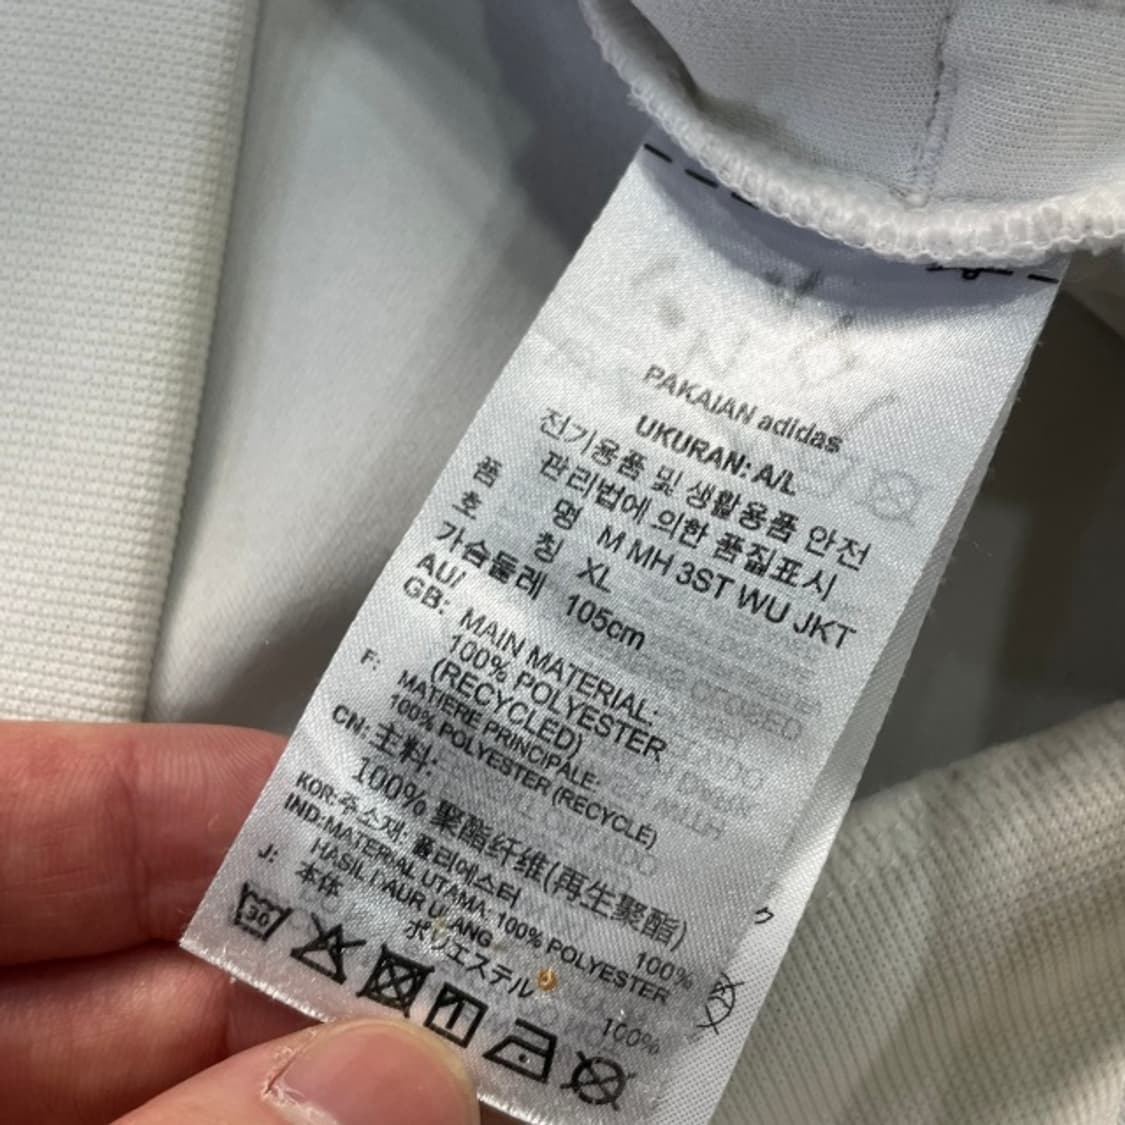 PAKAIAN adidas
UKURAN: A/L
전기용품 및 생활용품 안전
관리법에 의한 품질표시
품 명 M MH 3ST WU JKT
호 칭 XL
가슴둘레 105cm
AU/
GB: MAIN MATERIAL:
100% POLYESTER
(RECYCLED)
F: MATIERE PRINCIPALE:
100% POLYESTER (RECYCLE)
CN: 主料:
100% 聚酯纤维(再生聚酯)
KOR:주소재: 폴리에스터 100%
IND:MATERIAL UTAMA: 100% POLYESTER
HASIL DAUR ULANG
J: 本体
ポリエステル 100%
30